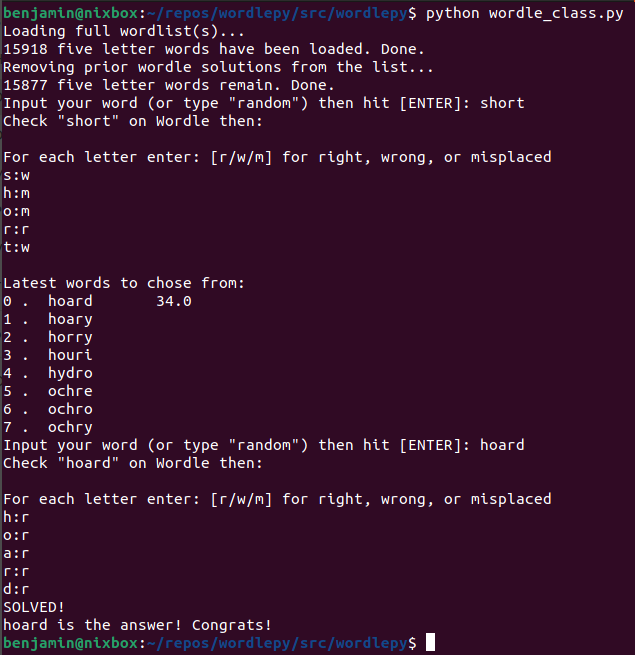 benjamin@nixbox:~/repos/wordlepy/src/wordlepy$ python wordle_class.py
Loading full wordlist(s)...
15918 five letter words have been loaded. Done.
Removing prior wordle solutions from the list...
15877 five letter words remain. Done.
Input your word (or type "random") then hit [ENTER]: short
Check "short" on Wordle then:

For each letter enter: [r/w/m] for right, wrong, or misplaced
s:w
h:m
o:m
r:r
t:w

Latest words to chose from:
0 .  hoard       34.0
1 .  hoary
2 .  horry
3 .  houri
4 .  hydro
5 .  ochre
6 .  ochro
7 .  ochry
Input your word (or type "random") then hit [ENTER]: hoard
Check "hoard" on Wordle then:

For each letter enter: [r/w/m] for right, wrong, or misplaced
h:r
o:r
a:r
r:r
d:r
SOLVED!
hoard is the answer! Congrats!
benjamin@nixbox:~/repos/wordlepy/src/wordlepy$